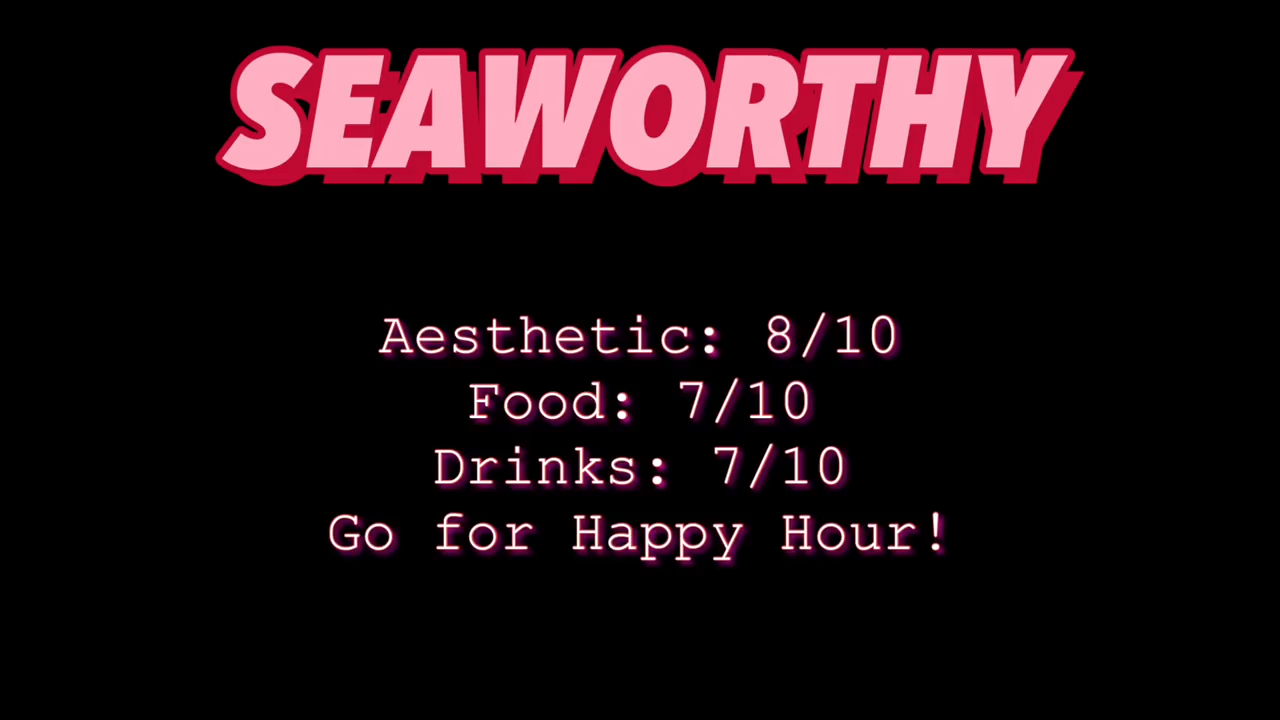 SEAWORTHY
Aesthetic: 8/10
Food: 7/10
Drinks: 7/10
Go for Happy Hour!